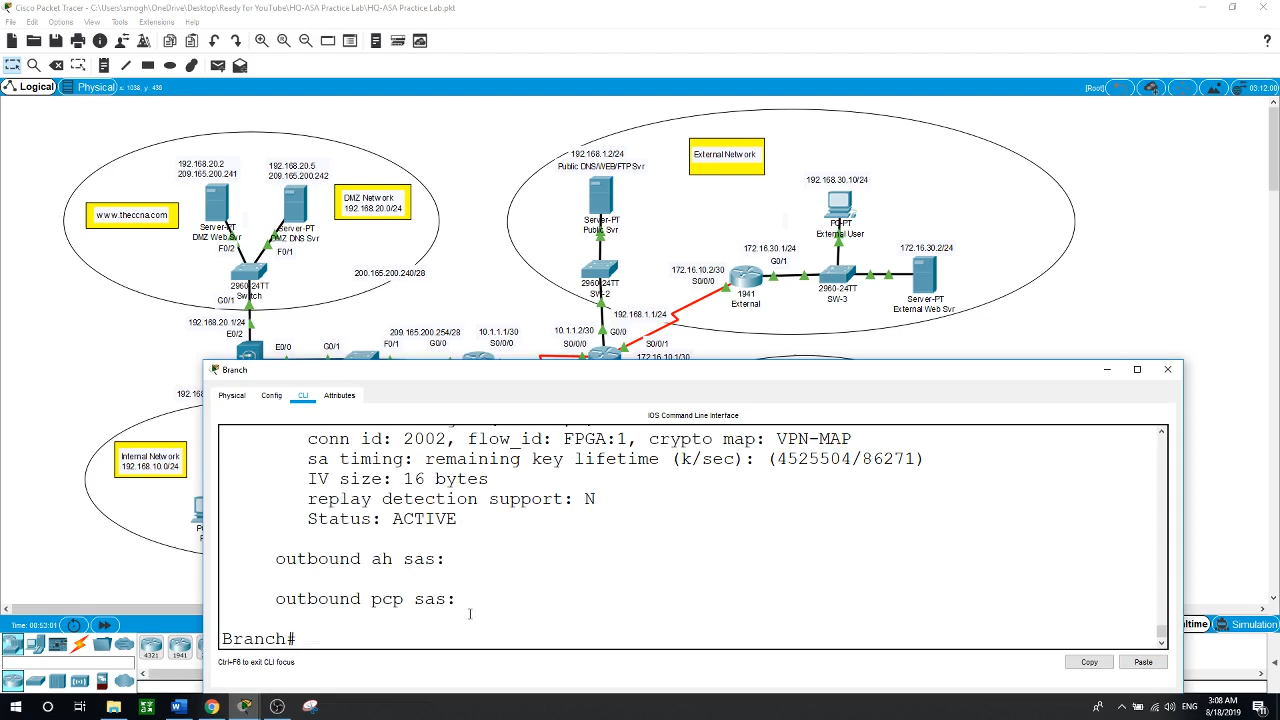 Cisco Packet Tracer - C:\Users\smogh\OneDrive\Desktop\Ready for YouTube\HQ-ASA Practice Lab\HQ-ASA Practice Lab.pkt
File Edit Options View Tools Extensions Help
Logical
Physical
x: 1038, y: 430
[Root]
03:12:00
192.168.20.2
209.165.200.241
192.168.20.5
209.165.200.242
www.theccna.com
DMZ Network
192.168.20.0/24
Server-PT
DMZ Web Svr
F0/2
Server-PT
DMZ DNS Svr
F0/1
2960-24TT
Switch
200.165.200.240/28
G0/1
192.168.20.1/24
E0/2
E0/0
G0/1
209.165.200.254/28
F0/1
G0/0
10.1.1.1/30
S0/0/0
192.168.1.2/24
Public DNS/WEB/FTP Svr
Server-PT
Public Svr
External Network
192.168.30.10/24
PC-PT
External User
172.16.30.1/24
G0/1
172.16.30.2/24
172.16.10.2/30
S0/0/0
1941
External
2960-24TT
SW-3
Server-PT
External Web Svr
2960-24TT
SW-2
192.168.1.1/24
10.1.1.2/30
S0/0/0
G0/0
S0/0/1
172.16.10.1/30
Internal Network
192.168.10.0/24
Branch
Physical Config CLI Attributes
IOS Command Line Interface
conn id: 2002, flow_id: FPGA:1, crypto map: VPN-MAP
sa timing: remaining key lifetime (k/sec): (4525504/86271)
IV size: 16 bytes
replay detection support: N
Status: ACTIVE
outbound ah sas:
outbound pcp sas:
Branch#
Ctrl+F6 to exit CLI focus
Copy
Paste
Time: 00:53:01
Simulation
4321
1941
ENG
3:08 AM
8/18/2019